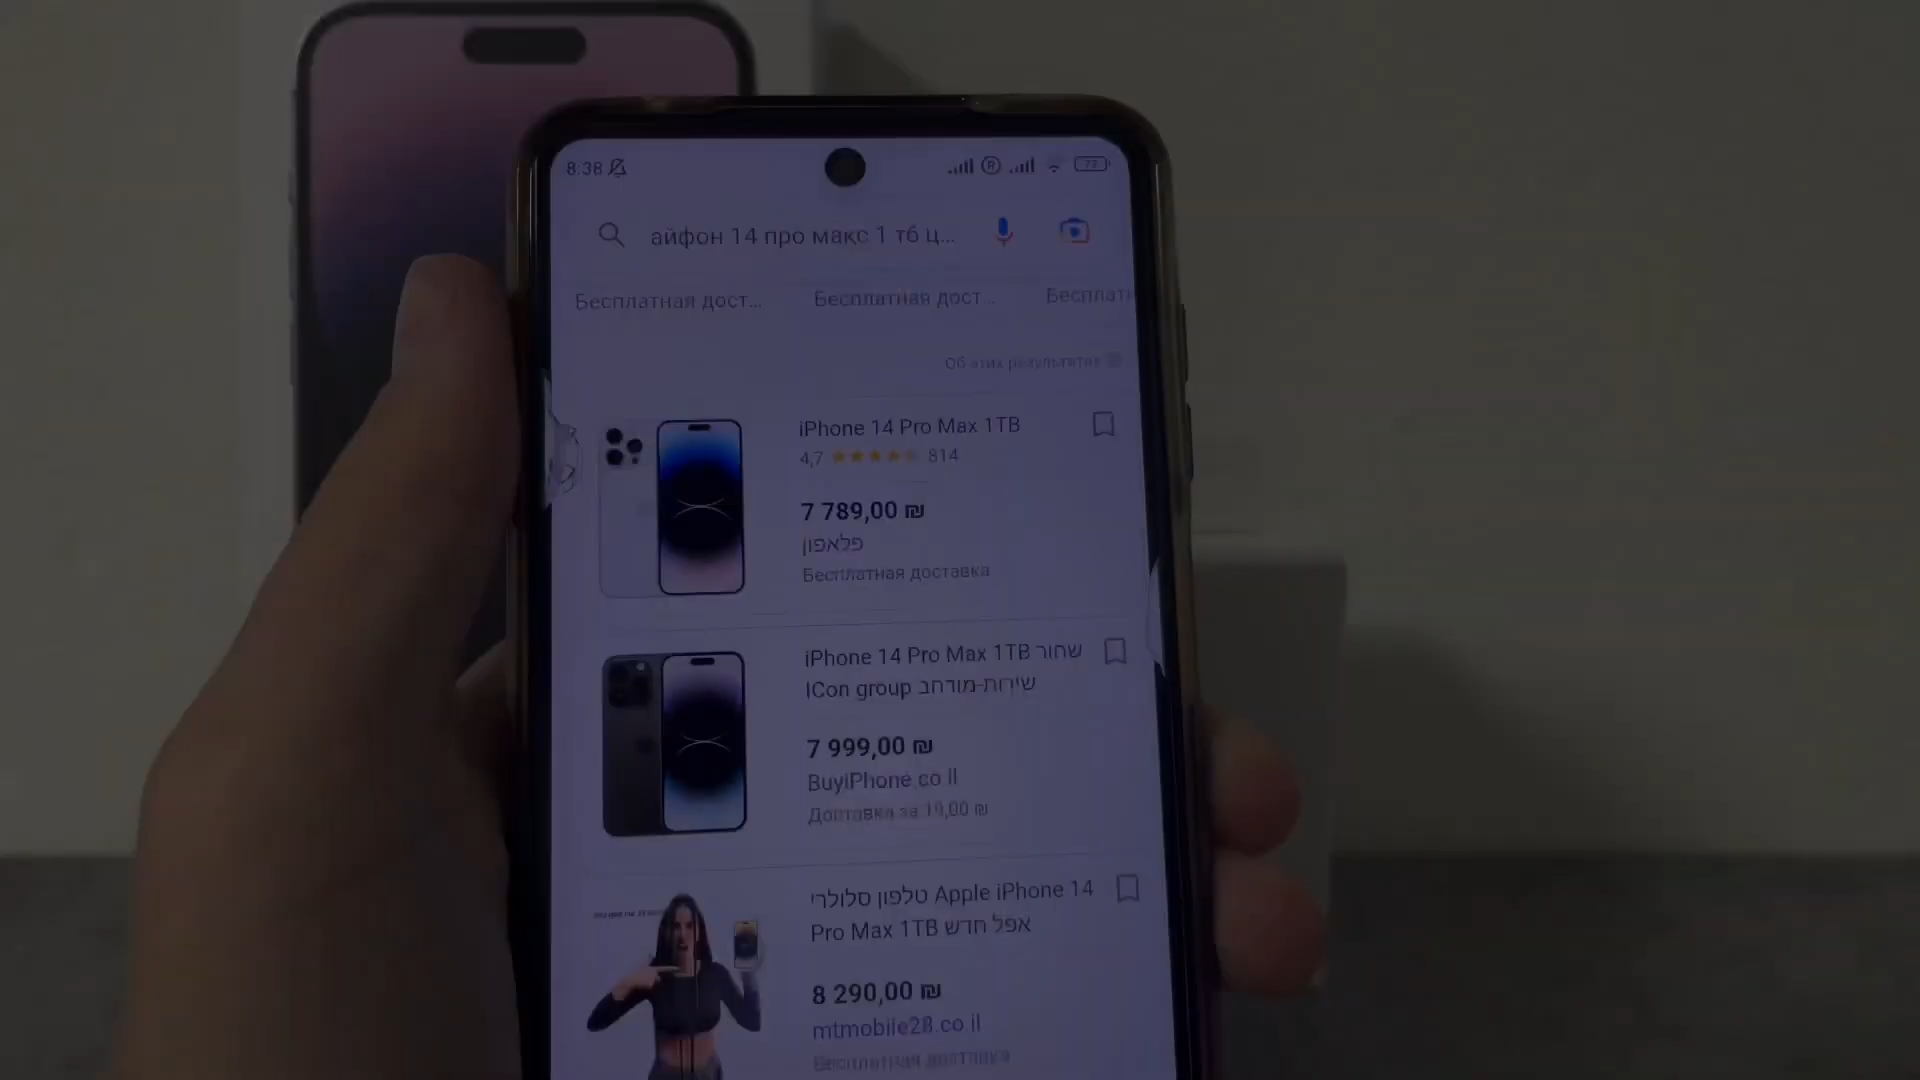 8:38
айфон 14 про макс 1 тб ц...
Бесплатная дост... Бесплатная дост... Бесплатн
Об этих результатах
iPhone 14 Pro Max 1TB
4,7 814
7 789,00 ₪
פלאפון
Бесплатная доставка
iPhone 14 Pro Max 1TB שחור
ICon group שירות-מורחב
7 999,00 ₪
BuyiPhone.co.il
Доставка за 19,00 ₪
טלפון סלולרי Apple iPhone 14
Pro Max 1TB אפל חדש
8 290,00 ₪
mtmobile28.co.il
Бесплатная доставка